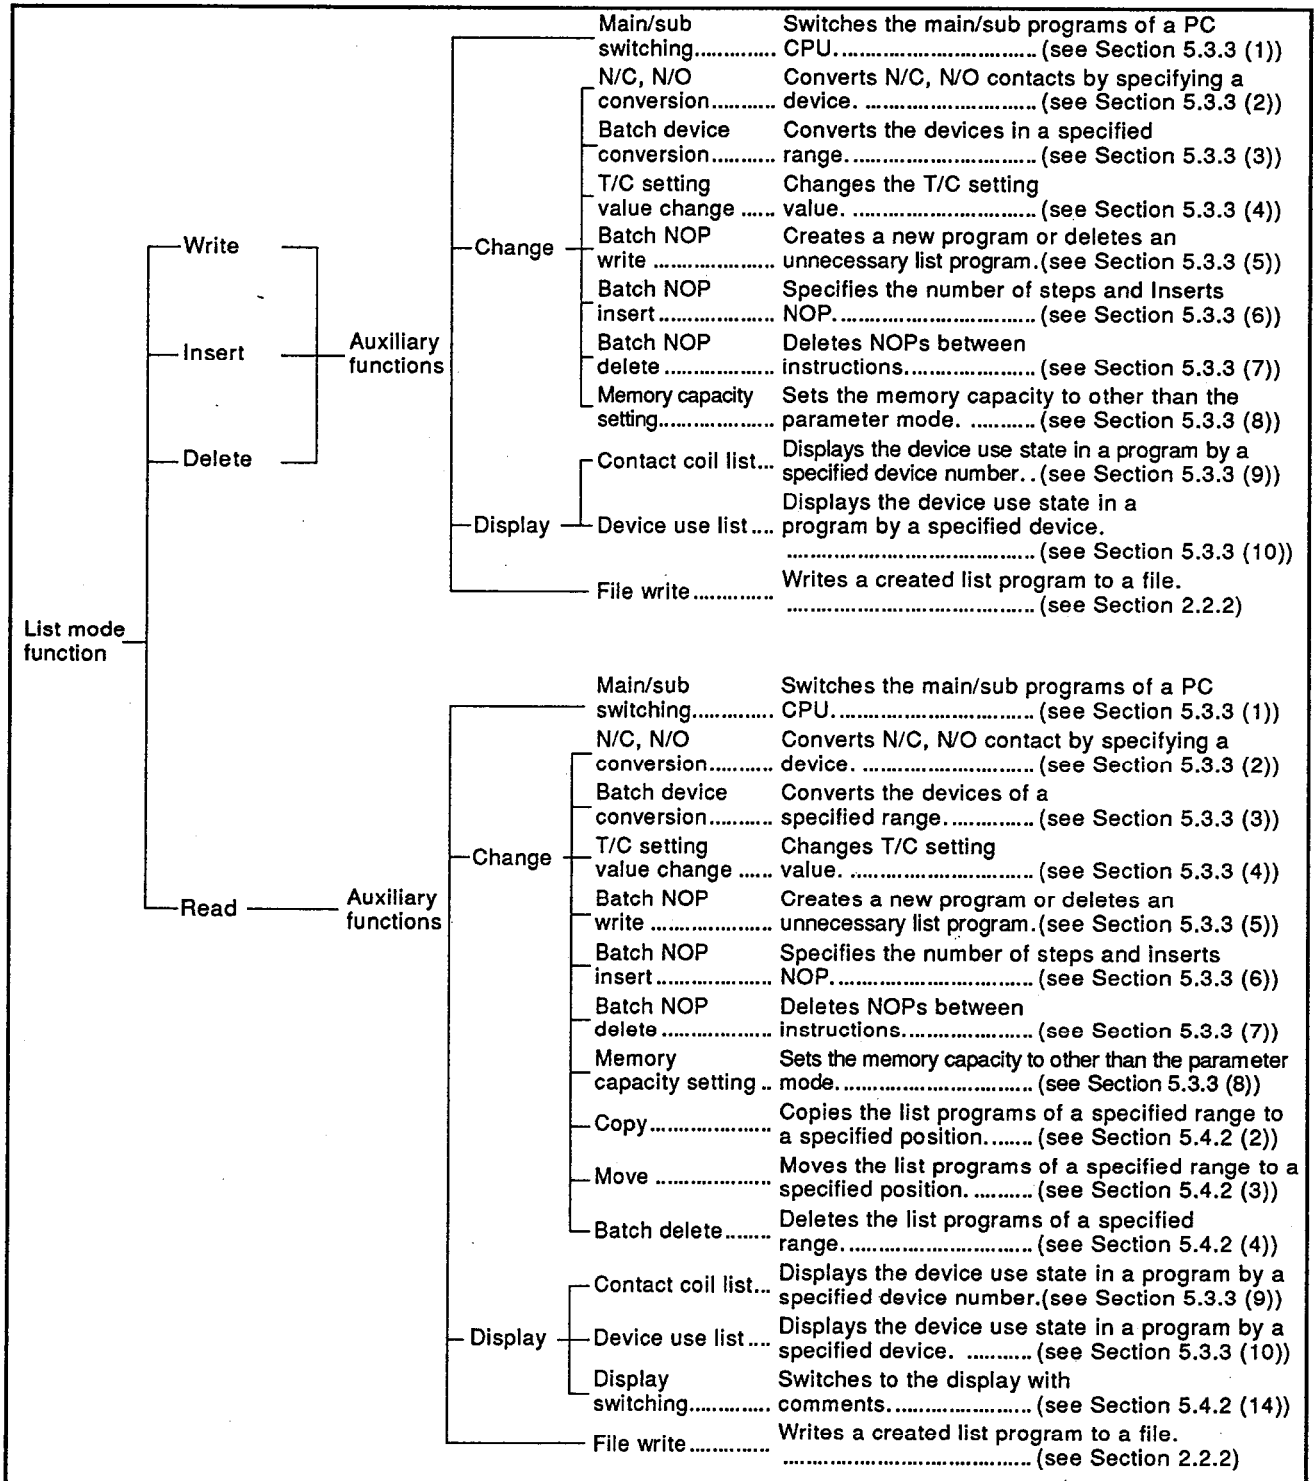 Main/sub Switches the main/sub programs of a PC
switching.............. CPU................................... (see Section 5.3.3 (1))
N/C, N/O Converts N/C, N/O contacts by specifying a
conversion........... device. ............................. (see Section 5.3.3 (2))
Batch device Converts the devices in a specified
conversion........... range................................. (see Section 5.3.3 (3))
T/C setting Changes the T/C setting
value change ...... value. ............................... (see Section 5.3.3 (4))
Write
Change
Batch NOP Creates a new program or deletes an
write .................... unnecessary list program.(see Section 5.3.3 (5))
Batch NOP Specifies the number of steps and Inserts
insert.................... NOP................................... (see Section 5.3.3 (6))
Insert
Auxiliary
functions
Batch NOP Deletes NOPs between
delete ................... instructions...................... (see Section 5.3.3 (7))
Memory capacity Sets the memory capacity to other than the
setting.................... parameter mode. ........... (see Section 5.3.3 (8))
Delete
Contact coil list... Displays the device use state in a program by a
specified device number. . (see Section 5.3.3 (9))
Displays the device use state in a
Display
Device use list .... program by a specified device.
.......................................... (see Section 5.3.3 (10))
File write.............. Writes a created list program to a file.
.......................................... (see Section 2.2.2)
List mode
function
Main/sub Switches the main/sub programs of a PC
switching.............. CPU.................................. (see Section 5.3.3 (1))
N/C, N/O Converts N/C, N/O contact by specifying a
conversion........... device. ............................. (see Section 5.3.3 (2))
Batch device Converts the devices of a
conversion........... specified range................ (see Section 5.3.3 (3))
Change
T/C setting Changes T/C setting
value change ...... value. ............................... (see Section 5.3.3 (4))
Read
Auxiliary
functions
Batch NOP Creates a new program or deletes an
write ..................... unnecessary list program.(see Section 5.3.3 (5))
Batch NOP Specifies the number of steps and inserts
insert .................... NOP.................................. (see Section 5.3.3 (6))
Batch NOP Deletes NOPs between
delete ................... instructions...................... (see Section 5.3.3 (7))
Memory Sets the memory capacity to other than the parameter
capacity setting .. mode................................. (see Section 5.3.3 (8))
Copy..................... Copies the list programs of a specified range to
a specified position........ (see Section 5.4.2 (2))
Move .................... Moves the list programs of a specified range to a
specified position. .......... (see Section 5.4.2 (3))
Batch delete........ Deletes the list programs of a specified
range................................ (see Section 5.4.2 (4))
Contact coil list... Displays the device use state in a program by a
specified device number.(see Section 5.3.3 (9))
Display
Device use list .... Displays the device use state in a program by a
specified device. ........... (see Section 5.3.3 (10))
Display Switches to the display with
switching.............. comments........................ (see Section 5.4.2 (14))
File write.............. Writes a created list program to a file.
.......................................... (see Section 2.2.2)